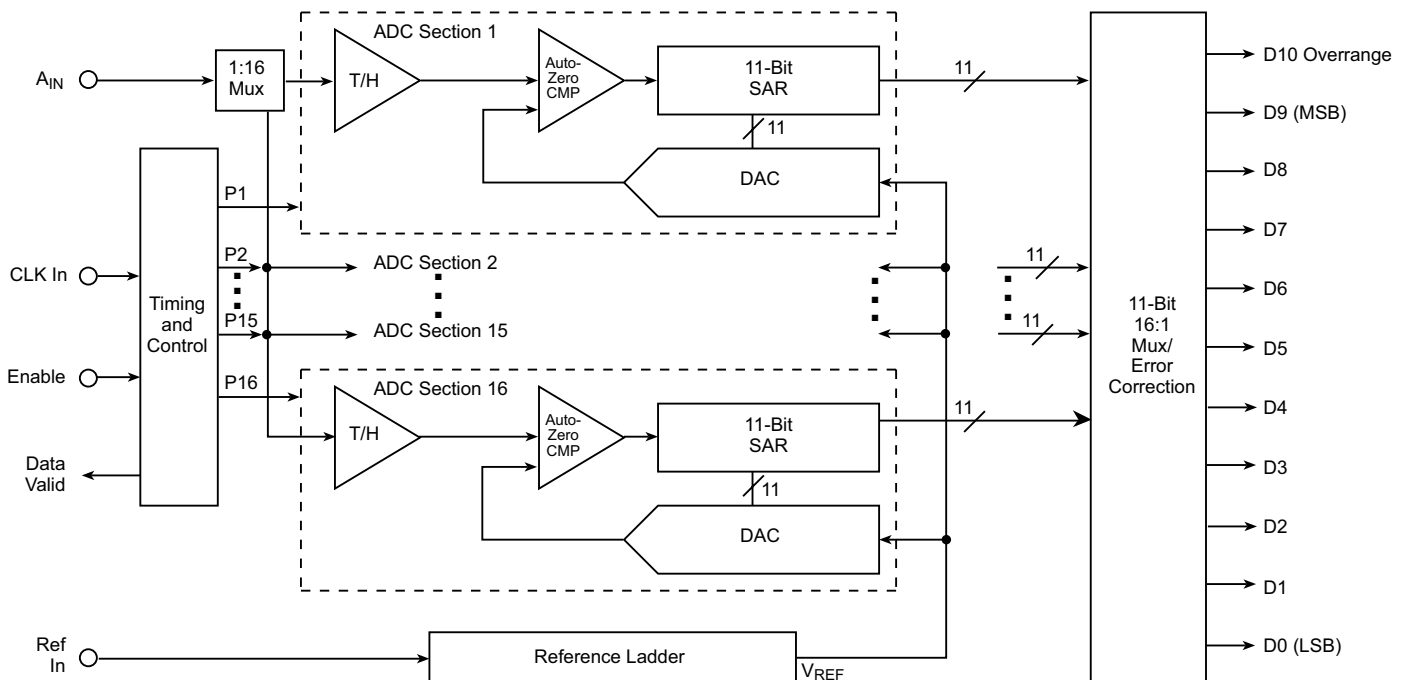 ADC Section 1
A_IN
1:16
Mux
T/H
Auto-
Zero
CMP
11-Bit
SAR
11
11
DAC
D10 Overrange
D9 (MSB)
D8
D7
D6
D5
D4
D3
D2
D1
D0 (LSB)
P1
P2
P15
P16
CLK In
Enable
Data
Valid
Timing
and
Control
ADC Section 2
ADC Section 15
11
11
11-Bit
16:1
Mux/
Error
Correction
ADC Section 16
T/H
Auto-
Zero
CMP
11-Bit
SAR
11
11
DAC
Ref
In
Reference Ladder
V_REF